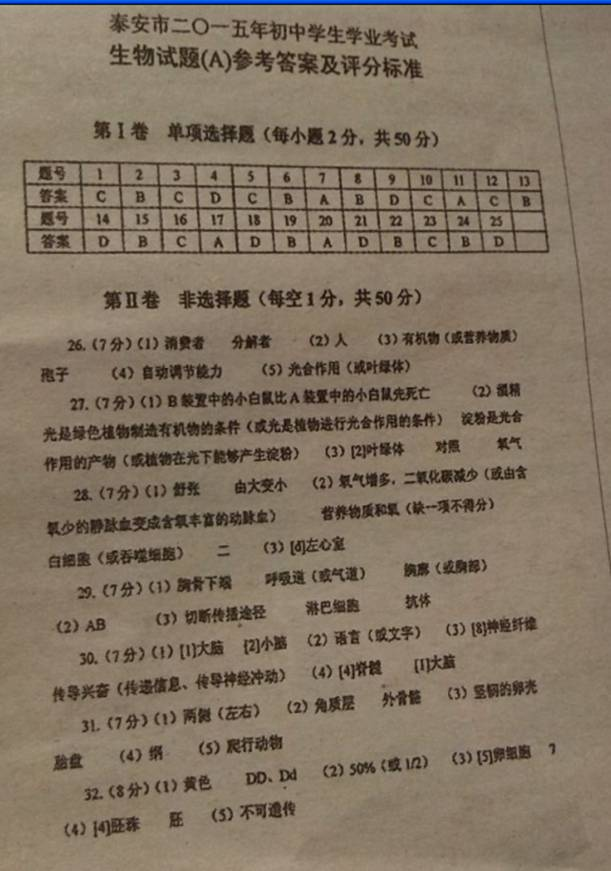 泰安市二〇一五年初中学生学业考试
生物试题(A)参考答案及评分标准
第Ⅰ卷 单项选择题（每小题2分，共50分）
题号 1 2 3 4 5 6 7 8 9 10 11 12 13
答案 C B C D C B A B D C A C B
题号 14 15 16 17 18 19 20 21 22 23 24 25
答案 D B C A D B A D B C B D
第Ⅱ卷 非选择题（每空1分，共50分）
26.（7分）（1）消费者 分解者 （2）人 （3）有机物（或营养物质）
孢子 （4）自动调节能力 （5）光合作用（或叶绿体）
27.（7分）（1）B装置中的小白鼠比A装置中的小白鼠先死亡 （2）酒精
光是绿色植物制造有机物的条件（或光是植物进行光合作用的条件） 淀粉是光合
作用的产物（或植物在光下能够产生淀粉） （3）[2]叶绿体 对照 氧气
28.（7分）（1）舒张 由大变小 （2）氧气增多，二氧化碳减少（或由含
氧少的静脉血变成含氧丰富的动脉血） 营养物质和氧（缺一项不得分）
白细胞（或吞噬细胞） 二 （3）[d]左心室
29.（7分）（1）胸骨下端 呼吸道（或气道） 胸廓（或胸部）
（2）AB （3）切断传播途径 淋巴细胞 抗体
30.（7分）（1）[1]大脑 [2]小脑 （2）语言（或文字） （3）[8]神经纤维
传导兴奋（传递信息、传导神经冲动） （4）[4]脊髓 [1]大脑
31.（7分）（1）两侧（左右） （2）角质层 外骨骼 （3）坚韧的卵壳
胎盘 （4）纲 （5）爬行动物
32.（8分）（1）黄色 DD、Dd （2）50%（或1/2） （3）[5]卵细胞 7
（4）[4]胚珠 胚 （5）不可遗传